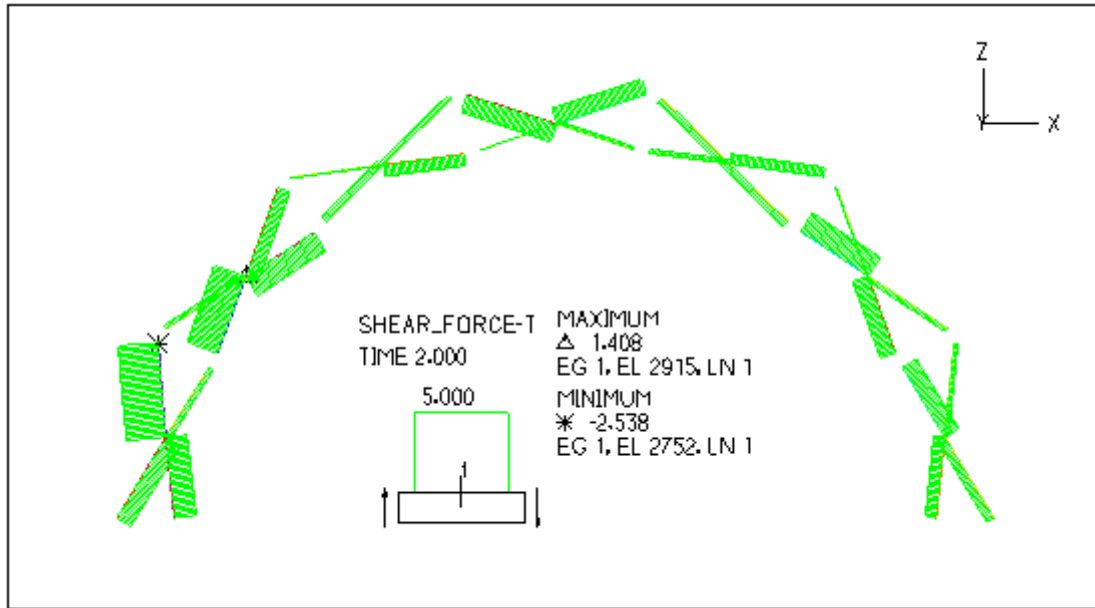 Z
X
SHEAR_FORCE-T
TIME 2.000
5.000
1
MAXIMUM
△ 1.408
EG 1, EL 2915, LN 1
MINIMUM
✳ -2.538
EG 1, EL 2752, LN 1